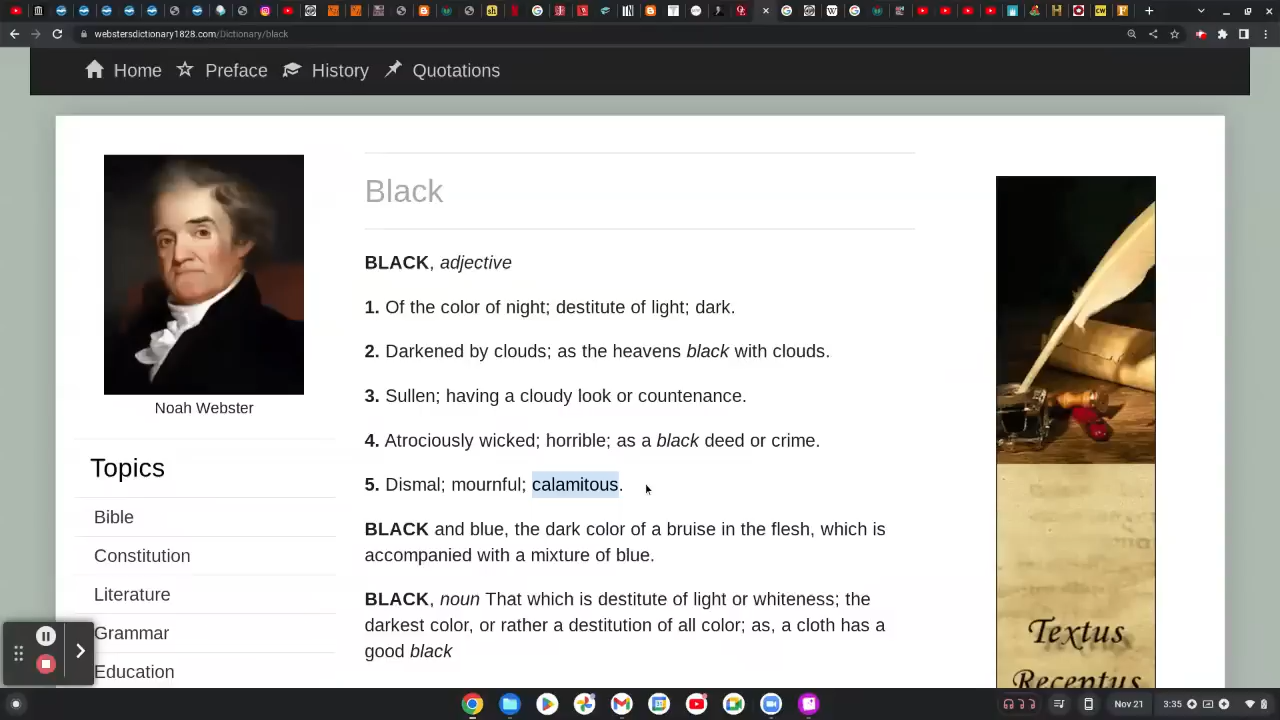 webstersdictionary1828.com/Dictionary/black
Home Preface History Quotations
Black
BLACK, adjective
1. Of the color of night; destitute of light; dark.
2. Darkened by clouds; as the heavens black with clouds.
3. Sullen; having a cloudy look or countenance.
4. Atrociously wicked; horrible; as a black deed or crime.
5. Dismal; mournful; calamitous.
BLACK and blue, the dark color of a bruise in the flesh, which is
accompanied with a mixture of blue.
BLACK, noun That which is destitute of light or whiteness; the
darkest color, or rather a destitution of all color; as, a cloth has a
good black
Noah Webster
Topics
Bible
Constitution
Literature
Grammar
Education
Textus
Receptus
Nov 21
3:35